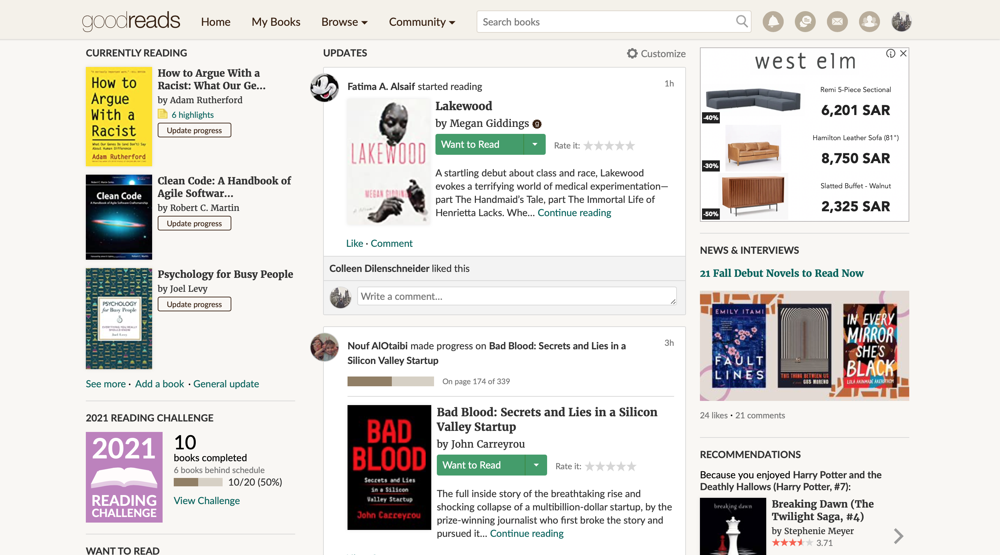 goodreads
Home
My Books
Browse
Community
Search books
CURRENTLY READING
How to
Argue
With a
Racist
What Our Genes Do (and Don't) Say
About Human Difference
Adam Rutherford
How to Argue With a
Racist: What Our Ge...
by Adam Rutherford
6 highlights
Update progress
Robert C. Martin Series
Clean Code
A Handbook of Agile Software Craftsmanship
Robert C. Martin
Clean Code: A Handbook of
Agile Softwar...
by Robert C. Martin
Update progress
PSYCHOLOGY
for Busy People
EVERYTHING YOU REALLY
SHOULD KNOW
Joel Levy
Psychology for Busy People
by Joel Levy
Update progress
See more · Add a book · General update
2021 READING CHALLENGE
2021
READING
CHALLENGE
10
books completed
6 books behind schedule
10/20 (50%)
View Challenge
WANT TO READ
UPDATES
Customize
Fatima A. Alsaif started reading
1h
LAKEWOOD
MEGAN GIDDINGS
Lakewood
by Megan Giddings
Want to Read
Rate it:
A startling debut about class and race, Lakewood
evokes a terrifying world of medical experimentation—
part The Handmaid’s Tale, part The Immortal Life of
Henrietta Lacks. Whe... Continue reading
Like · Comment
Colleen Dilenschneider liked this
Write a comment...
Nouf AlOtaibi made progress on Bad Blood: Secrets and Lies in a
Silicon Valley Startup
3h
On page 174 of 339
BAD
BLOOD
Secrets and Lies
in a Silicon
Valley Startup
John Carreyrou
Bad Blood: Secrets and Lies in a Silicon
Valley Startup
by John Carreyrou
Want to Read
Rate it:
The full inside story of the breathtaking rise and
shocking collapse of a multibillion-dollar startup, by the
prize-winning journalist who first broke the story and
pursued it... Continue reading
west elm
Remi 5-Piece Sectional
6,201 SAR
-40%
Hamilton Leather Sofa (81")
8,750 SAR
-30%
Slatted Buffet - Walnut
2,325 SAR
-50%
NEWS & INTERVIEWS
21 Fall Debut Novels to Read Now
EMILY ITAMI
FAULT
LINES
THIS THING BETWEEN US
GUS MORENO
IN EVERY
MIRROR
SHE'S
BLACK
LOLA AKINMADE ÅKERSTRÖM
24 likes · 21 comments
RECOMMENDATIONS
Because you enjoyed Harry Potter and the
Deathly Hallows (Harry Potter, #7):
breaking dawn
Breaking Dawn (The
Twilight Saga, #4)
by Stephenie Meyer
3.71